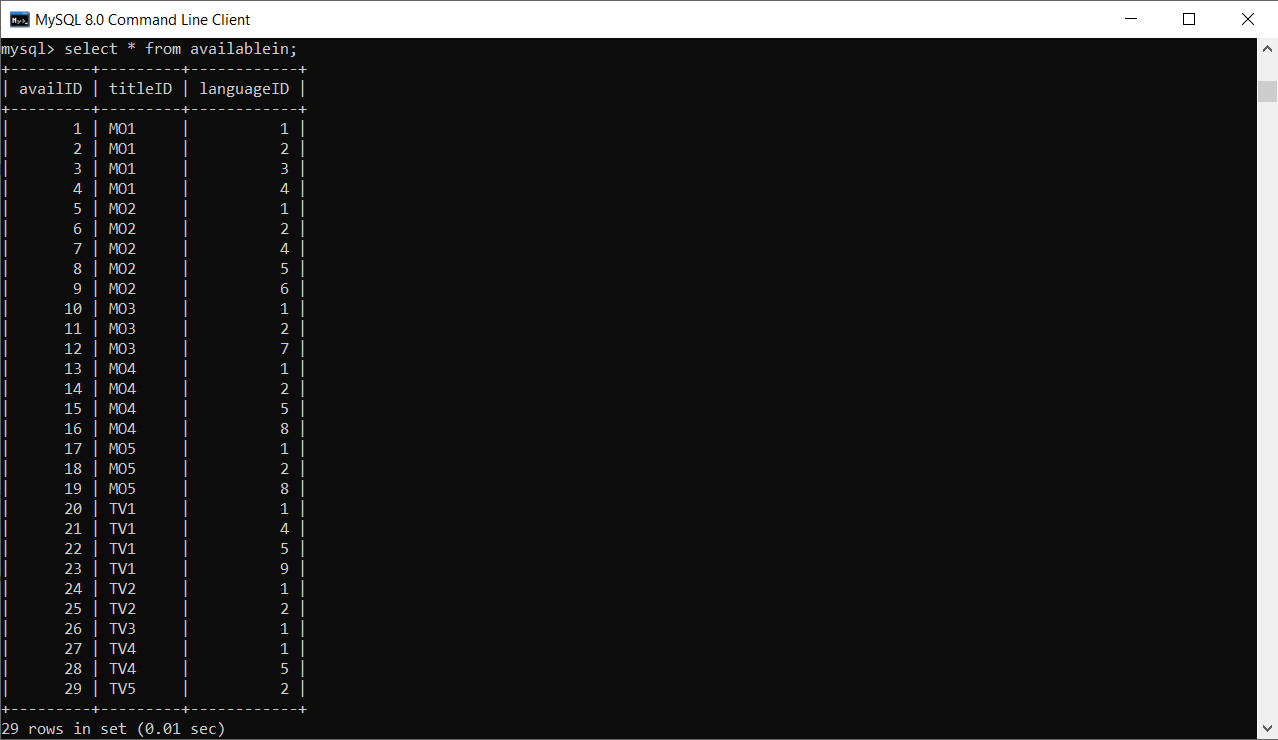 MySQL 8.0 Command Line Client
mysql> select * from availablein;
+---------+---------+------------+
| availID | titleID | languageID |
+---------+---------+------------+
|       1 | MO1     |          1 |
|       2 | MO1     |          2 |
|       3 | MO1     |          3 |
|       4 | MO1     |          4 |
|       5 | MO2     |          1 |
|       6 | MO2     |          2 |
|       7 | MO2     |          4 |
|       8 | MO2     |          5 |
|       9 | MO2     |          6 |
|      10 | MO3     |          1 |
|      11 | MO3     |          2 |
|      12 | MO3     |          7 |
|      13 | MO4     |          1 |
|      14 | MO4     |          2 |
|      15 | MO4     |          5 |
|      16 | MO4     |          8 |
|      17 | MO5     |          1 |
|      18 | MO5     |          2 |
|      19 | MO5     |          8 |
|      20 | TV1     |          1 |
|      21 | TV1     |          4 |
|      22 | TV1     |          5 |
|      23 | TV1     |          9 |
|      24 | TV2     |          1 |
|      25 | TV2     |          2 |
|      26 | TV3     |          1 |
|      27 | TV4     |          1 |
|      28 | TV4     |          5 |
|      29 | TV5     |          2 |
+---------+---------+------------+
29 rows in set (0.01 sec)